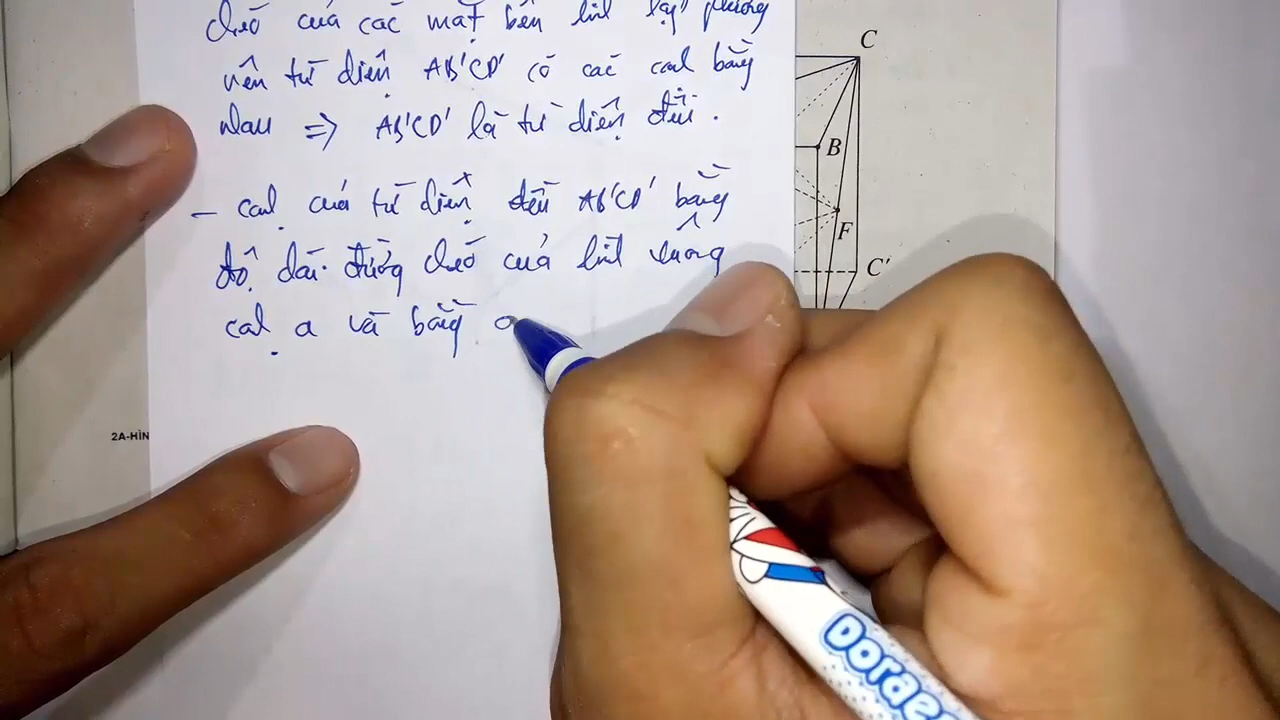 chéo của các mặt bên hình lập phương
nên tứ diện AB'CD' có các cạnh bằng
nhau => AB'CD' là tứ diện đều.
- cạnh của tứ diện đều AB'CD' bằng
độ dài đường chéo của hình vuông
cạnh a và bằng a
C
B
F
C'
2A-HÌN
Dorae